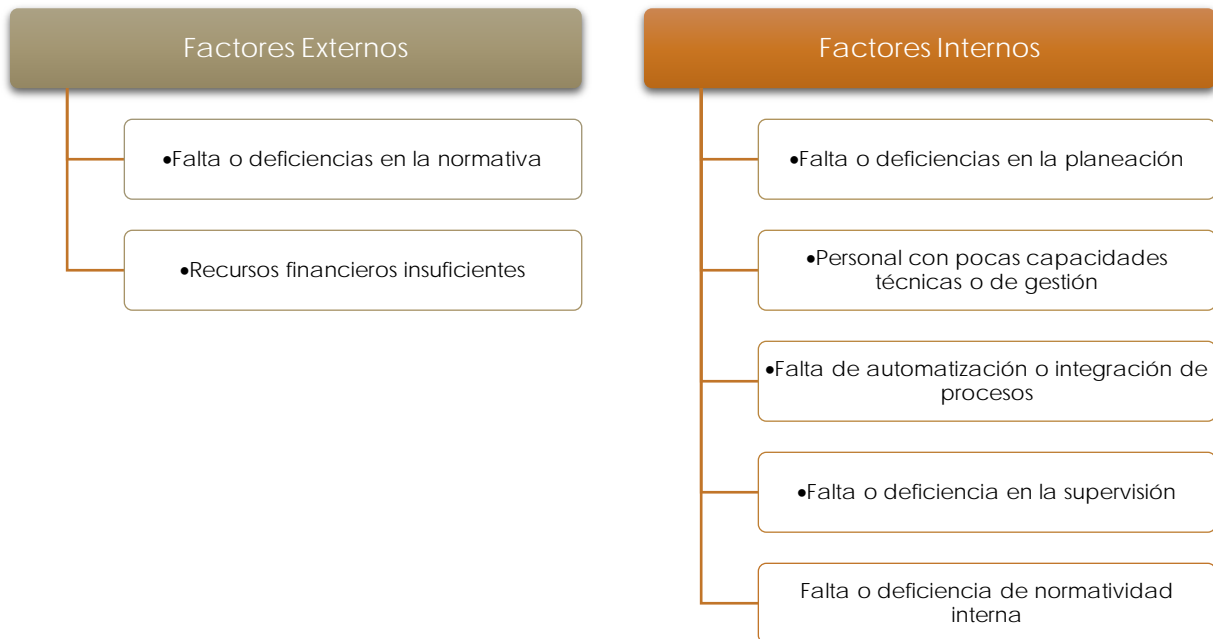 Factores Externos
•Falta o deficiencias en la normativa
•Recursos financieros insuficientes
Factores Internos
•Falta o deficiencias en la planeación
•Personal con pocas capacidades
técnicas o de gestión
•Falta de automatización o integración de
procesos
•Falta o deficiencia en la supervisión
Falta o deficiencia de normatividad
interna